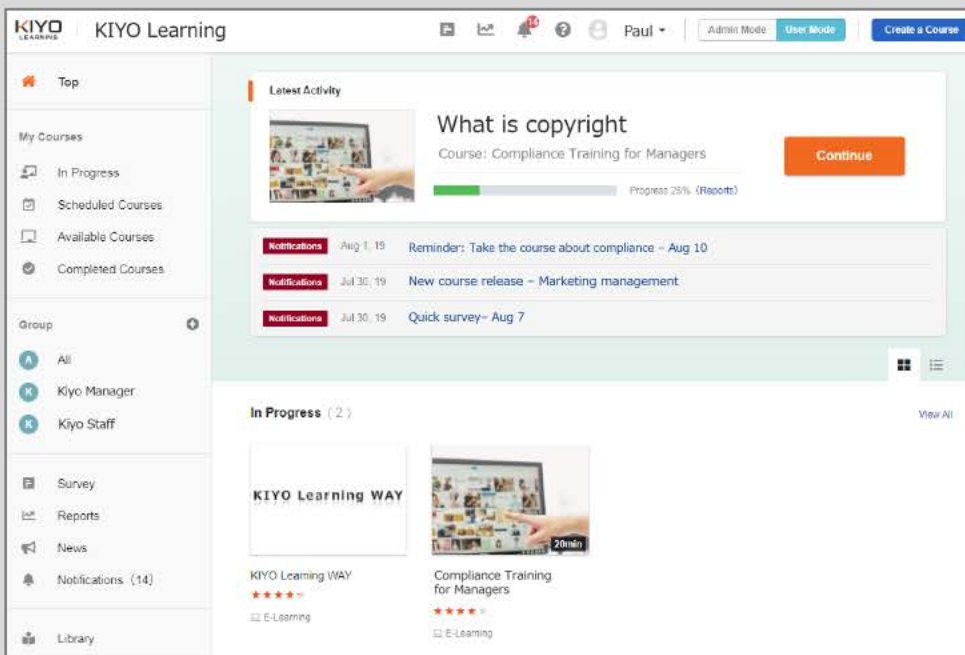 KIYO
LEARNING
KIYO Learning
14
Paul
Admin Mode
User Mode
Create a Course
Top
My Courses
In Progress
Scheduled Courses
Available Courses
Completed Courses
Group
A All
K Kiyo Manager
K Kiyo Staff
Survey
Reports
News
Notifications (14)
Library
Latest Activity
What is copyright
Course: Compliance Training for Managers
Progress 25% (Reports)
Continue
Notifications Aug 1, 19 Reminder: Take the course about compliance – Aug 10
Notifications Jul 30, 19 New course release – Marketing management
Notifications Jul 30, 19 Quick survey– Aug 7
In Progress ( 2 )
View All
KIYO Learning WAY
KIYO Learning WAY
E-Learning
20min
Compliance Training
for Managers
E-Learning